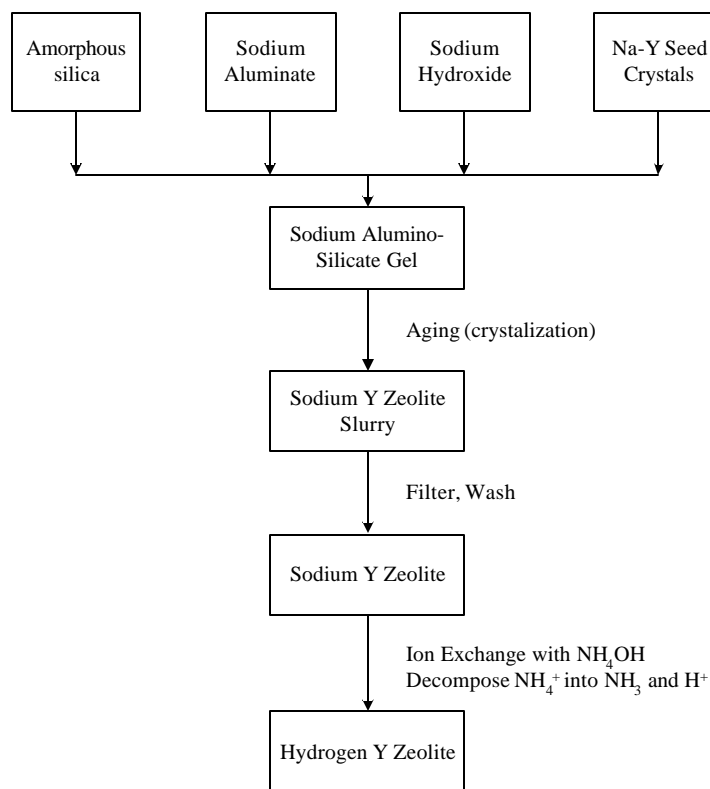 Amorphous
silica
Sodium
Aluminate
Sodium
Hydroxide
Na-Y Seed
Crystals
Sodium Alumino-
Silicate Gel
Aging (crystalization)
Sodium Y Zeolite
Slurry
Filter, Wash
Sodium Y Zeolite
Ion Exchange with NH₄OH
Decompose NH₄⁺ into NH₃ and H⁺
Hydrogen Y Zeolite